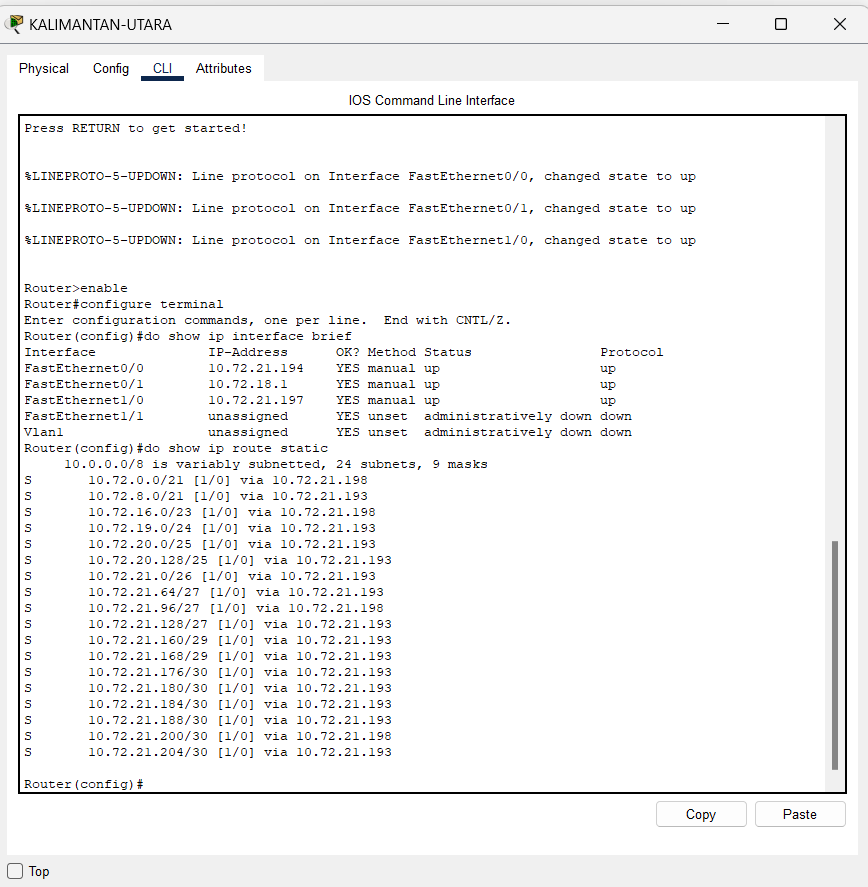 KALIMANTAN-UTARA
Physical Config CLI Attributes
IOS Command Line Interface
Press RETURN to get started!
%LINEPROTO-5-UPDOWN: Line protocol on Interface FastEthernet0/0, changed state to up
%LINEPROTO-5-UPDOWN: Line protocol on Interface FastEthernet0/1, changed state to up
%LINEPROTO-5-UPDOWN: Line protocol on Interface FastEthernet1/0, changed state to up
Router>enable
Router#configure terminal
Enter configuration commands, one per line.  End with CNTL/Z.
Router(config)#do show ip interface brief
Interface              IP-Address      OK? Method Status                Protocol
FastEthernet0/0        10.72.21.194    YES manual up                    up
FastEthernet0/1        10.72.18.1      YES manual up                    up
FastEthernet1/0        10.72.21.197    YES manual up                    up
FastEthernet1/1        unassigned      YES unset  administratively down down
Vlan1                  unassigned      YES unset  administratively down down
Router(config)#do show ip route static
     10.0.0.0/8 is variably subnetted, 24 subnets, 9 masks
S       10.72.0.0/21 [1/0] via 10.72.21.198
S       10.72.8.0/21 [1/0] via 10.72.21.193
S       10.72.16.0/23 [1/0] via 10.72.21.198
S       10.72.19.0/24 [1/0] via 10.72.21.193
S       10.72.20.0/25 [1/0] via 10.72.21.193
S       10.72.20.128/25 [1/0] via 10.72.21.193
S       10.72.21.0/26 [1/0] via 10.72.21.193
S       10.72.21.64/27 [1/0] via 10.72.21.193
S       10.72.21.96/27 [1/0] via 10.72.21.198
S       10.72.21.128/27 [1/0] via 10.72.21.193
S       10.72.21.160/29 [1/0] via 10.72.21.193
S       10.72.21.168/29 [1/0] via 10.72.21.193
S       10.72.21.176/30 [1/0] via 10.72.21.193
S       10.72.21.180/30 [1/0] via 10.72.21.193
S       10.72.21.184/30 [1/0] via 10.72.21.193
S       10.72.21.188/30 [1/0] via 10.72.21.193
S       10.72.21.200/30 [1/0] via 10.72.21.198
S       10.72.21.204/30 [1/0] via 10.72.21.193
Router(config)#
Copy Paste
Top